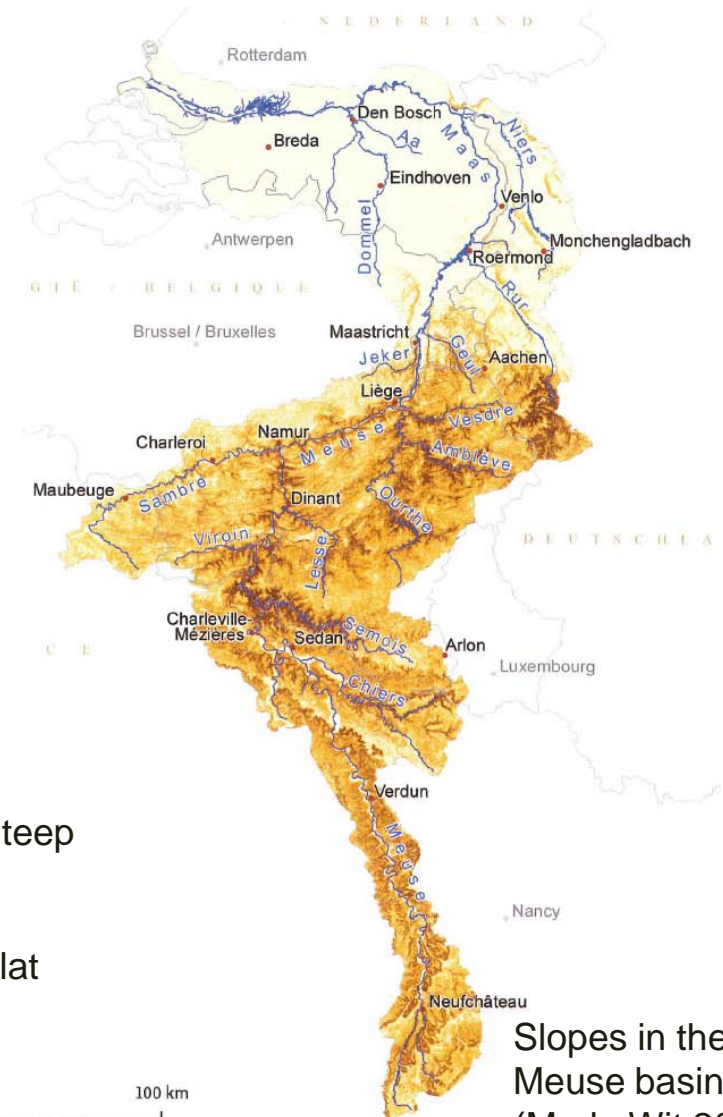 NEDERLAND
Rotterdam
Den Bosch
Aa
Maas
Niers
Breda
Eindhoven
Venlo
Dommel
Antwerpen
Monchengladbach
Roermond
GIË / BELGIQUE
Rur
Brussel / Bruxelles
Maastricht
Jeker
Geul
Aachen
Liège
Vesdre
Namur
Meuse
Charleroi
Amblève
Maubeuge
Sambre
Dinant
Ourthe
Viroin
Lesse
DEUTSCHLA
Charleville-
Mézières
Sedan
Semois
Arlon
CE
Luxembourg
Chiers
Verdun
teep
Meuse
Nancy
lat
Neufchâteau
Slopes in the
Meuse basin
100 km